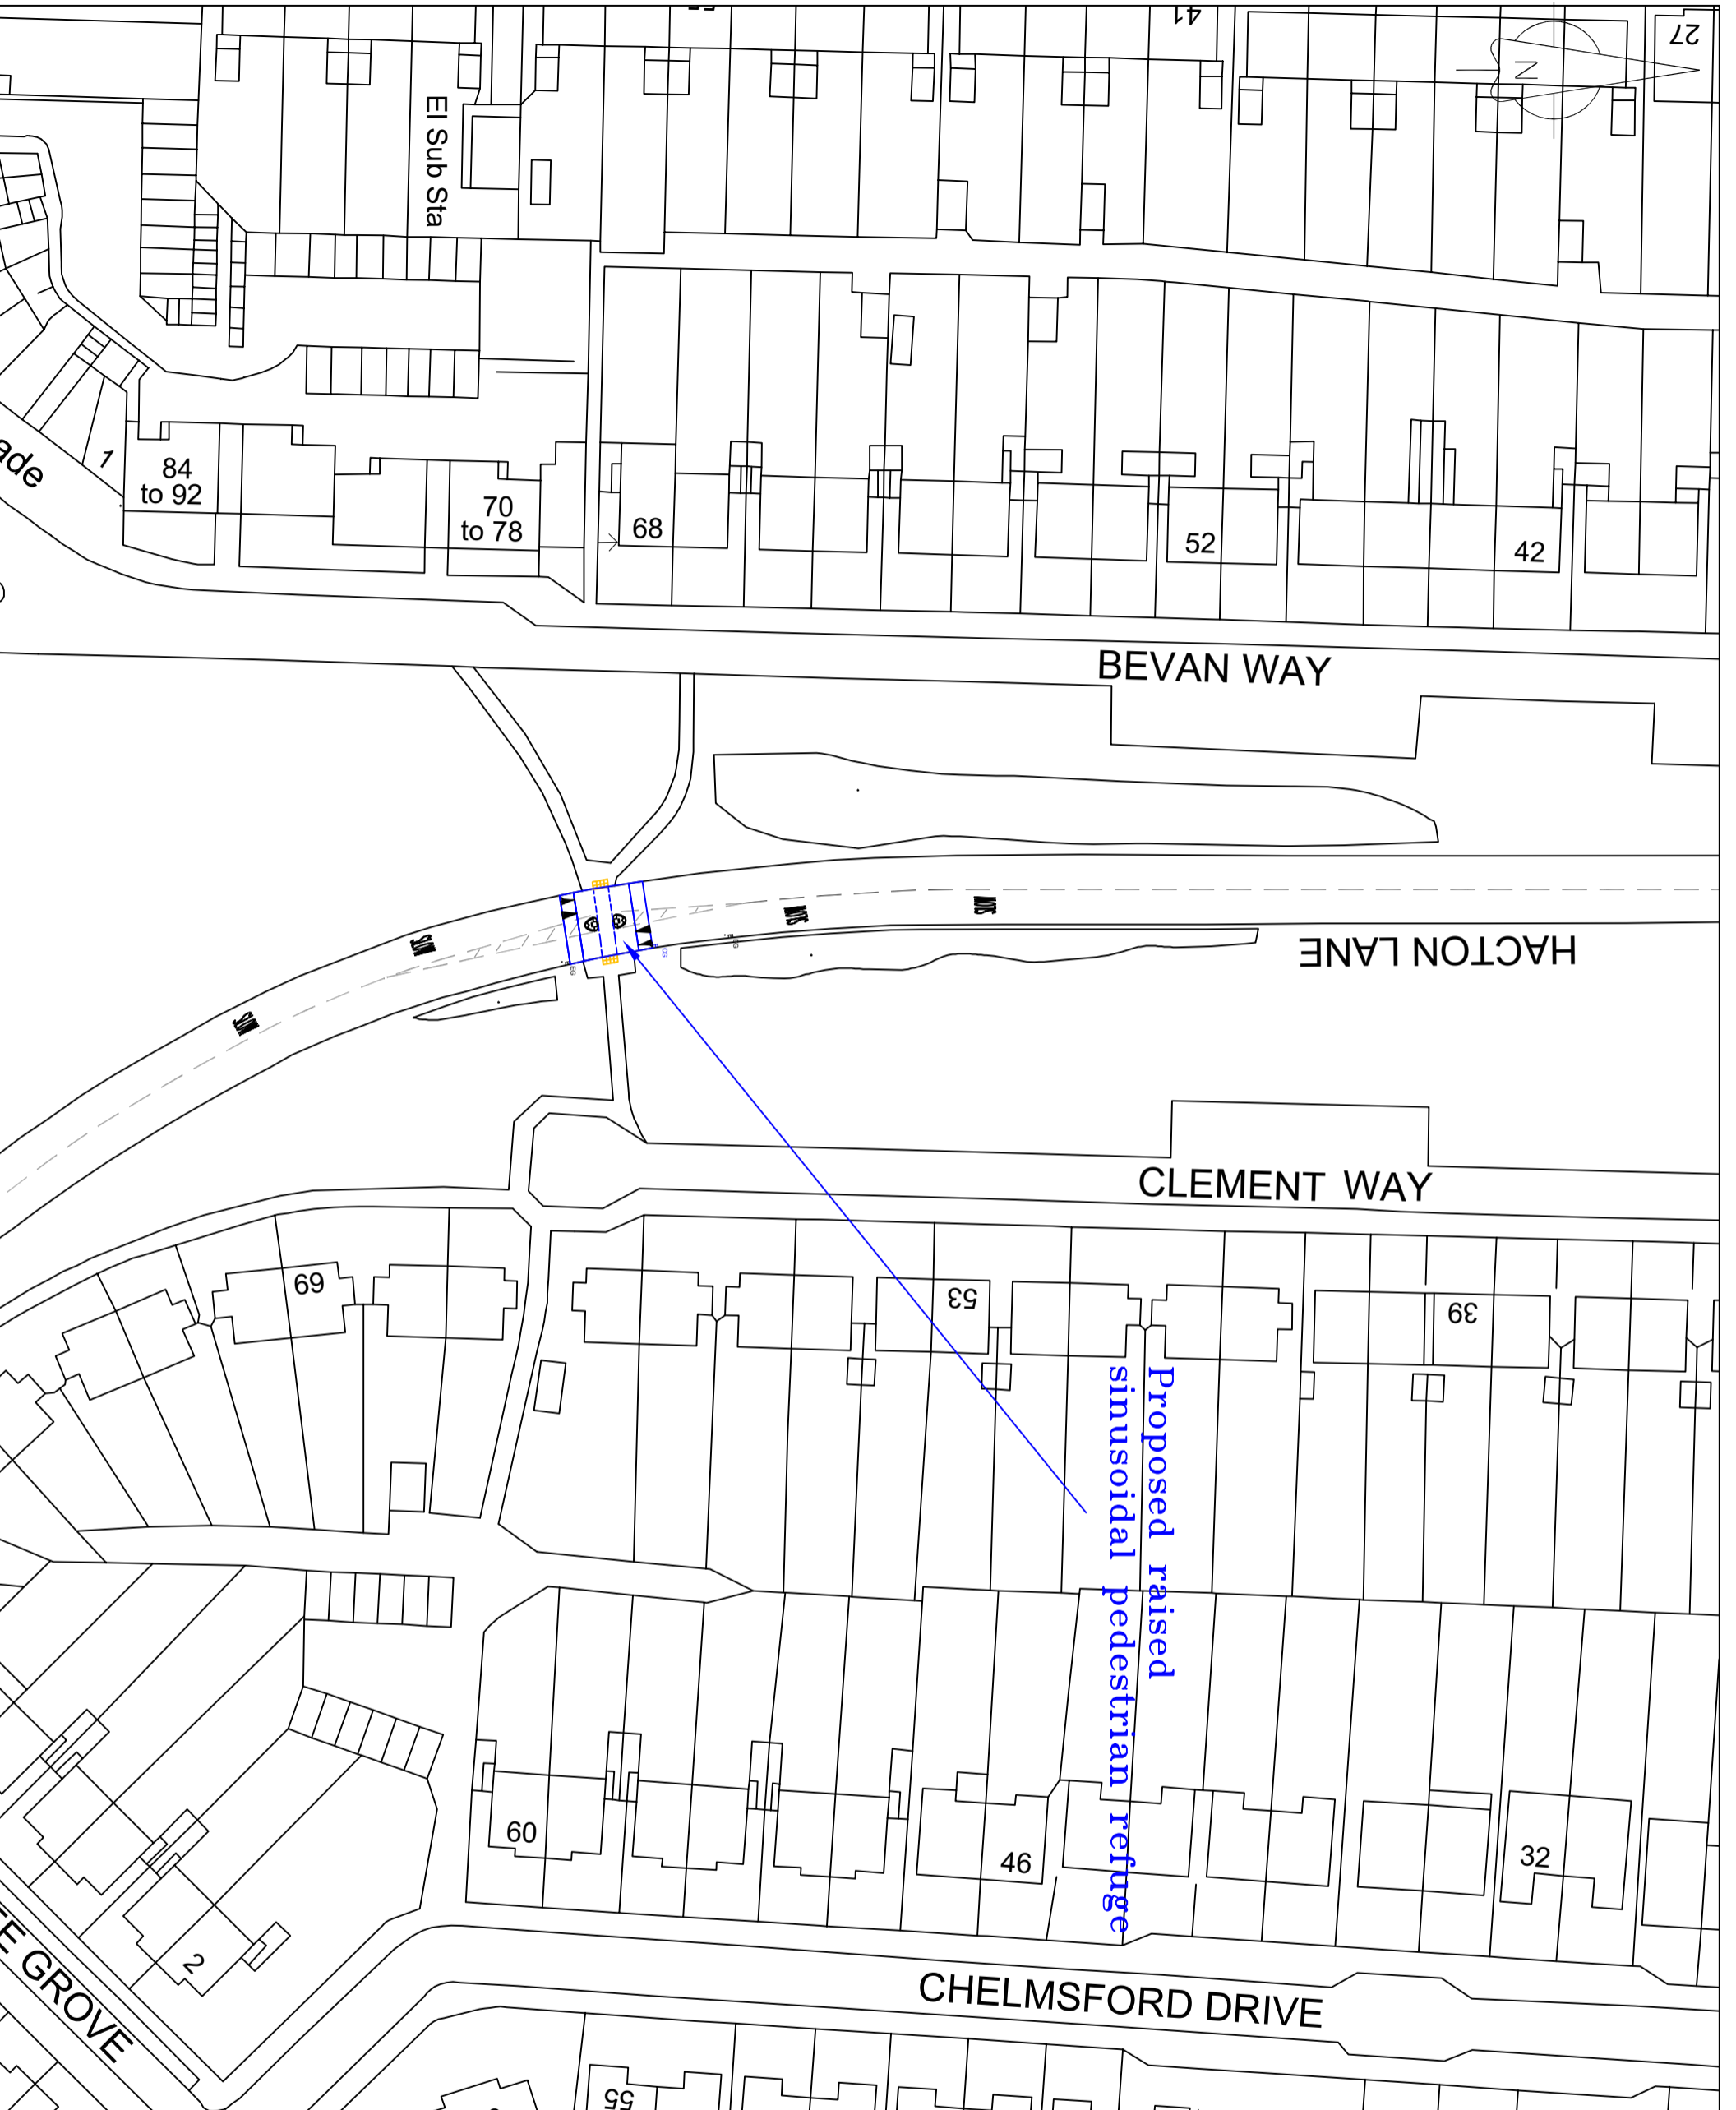 41
27
N
El Sub Sta
ade
1
84
to 92
70
to 78
68
52
42
BEVAN WAY
SLOW
SLOW
SLOW
SLOW
HACTON LANE
CLEMENT WAY
69
53
39
Proposed raised
sinusoidal pedestrian refuge
60
46
32
2
CHELMSFORD DRIVE
GROVE
55